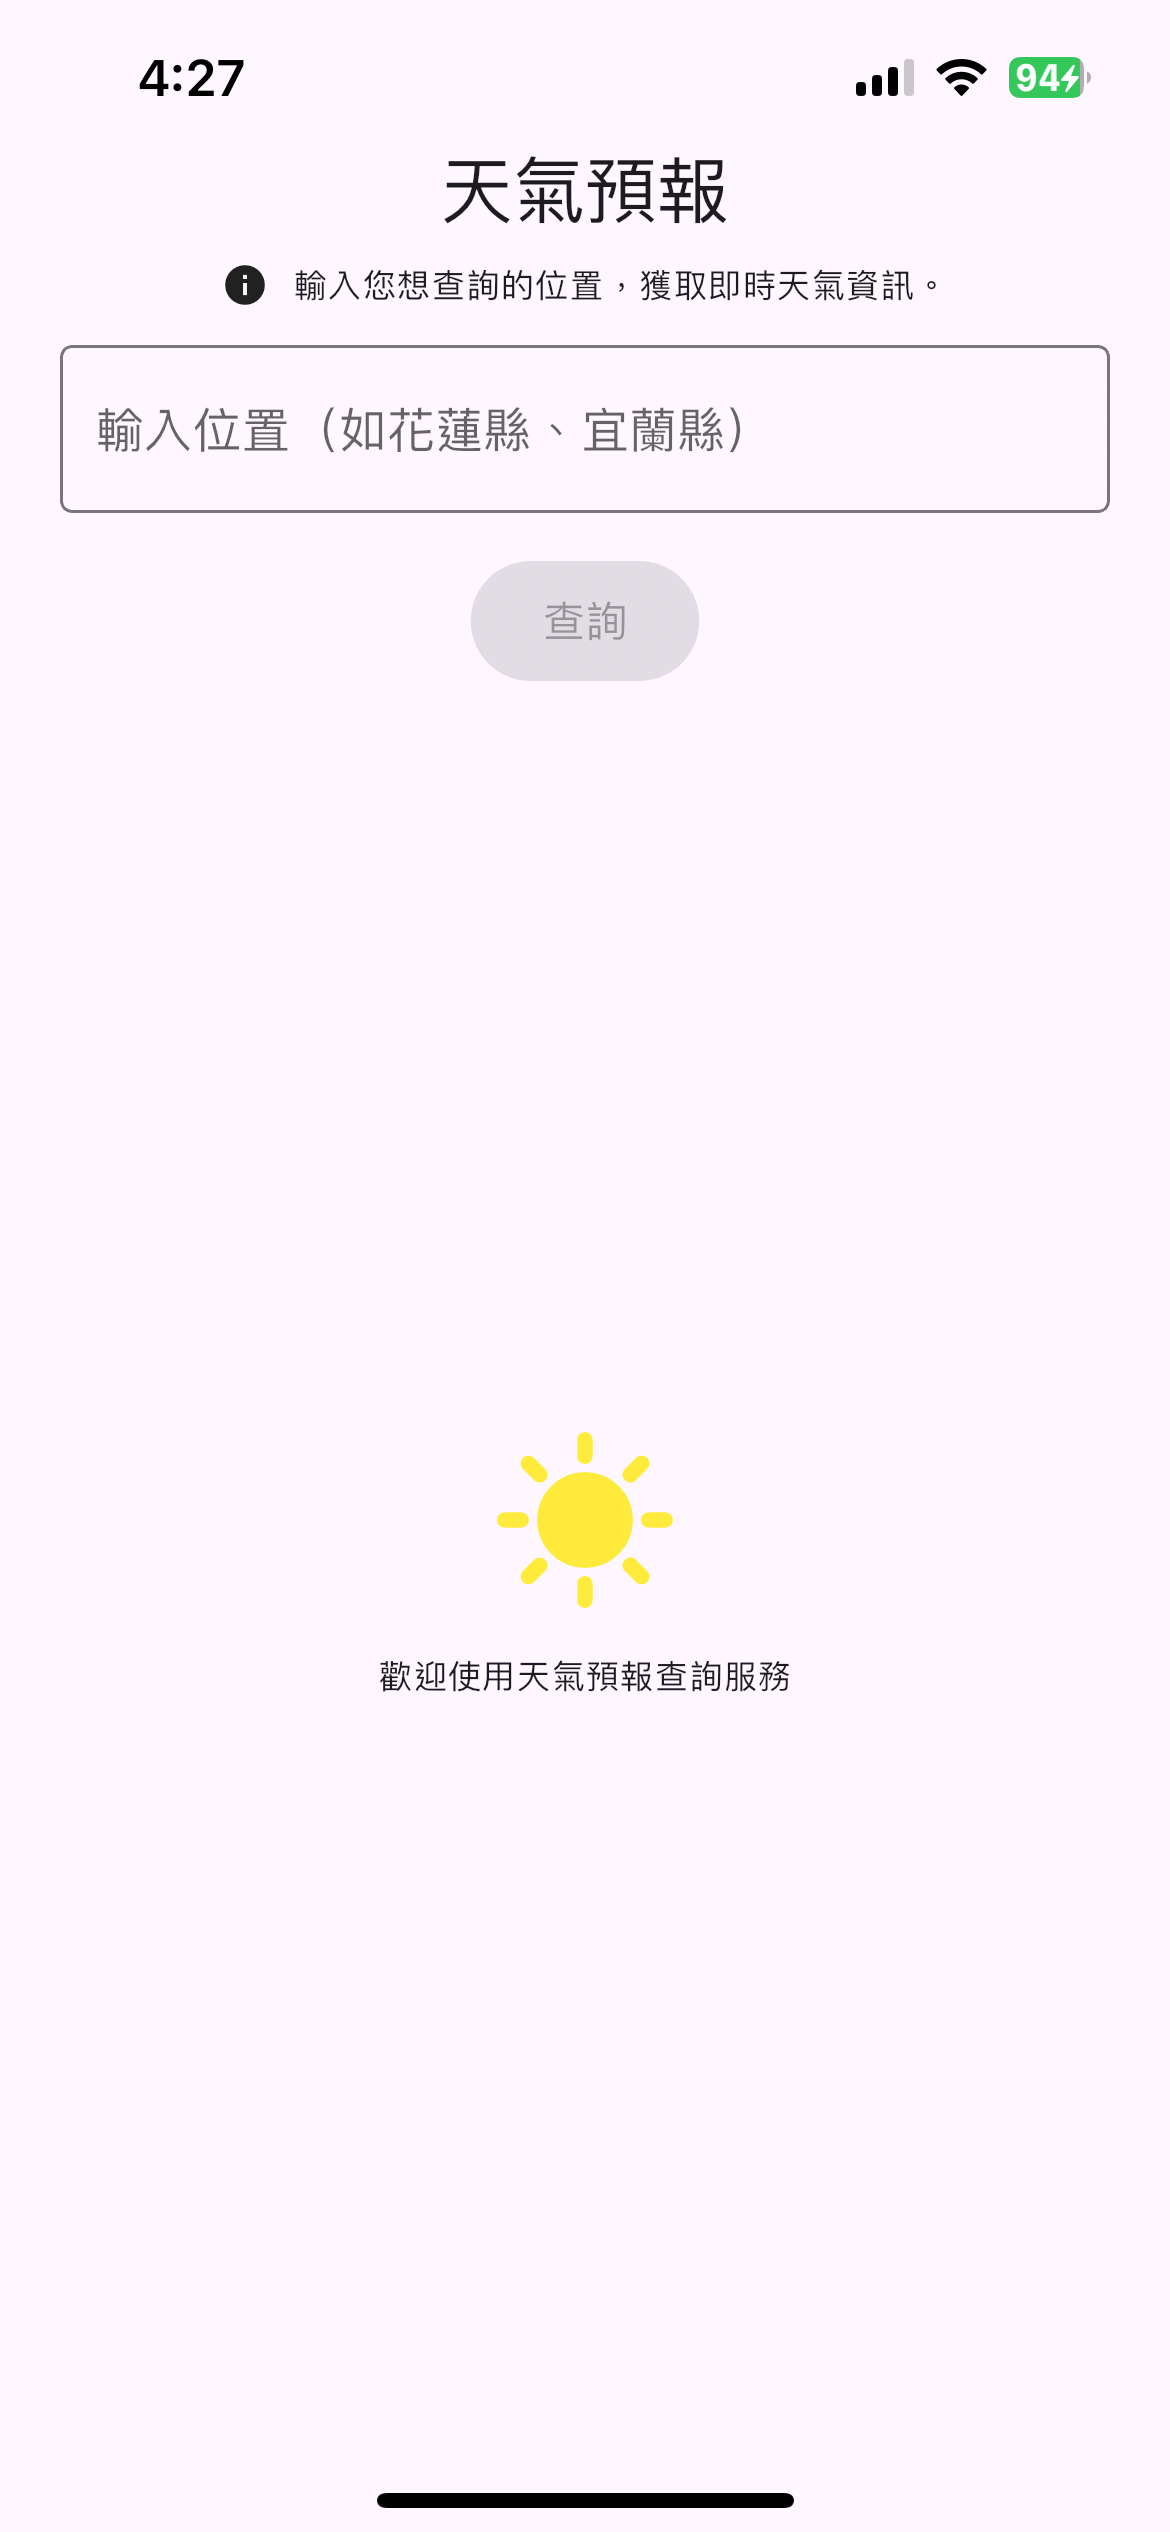 4:27
94
天氣預報
輸入您想查詢的位置，獲取即時天氣資訊。
輸入位置（如花蓮縣、宜蘭縣）
查詢
歡迎使用天氣預報查詢服務